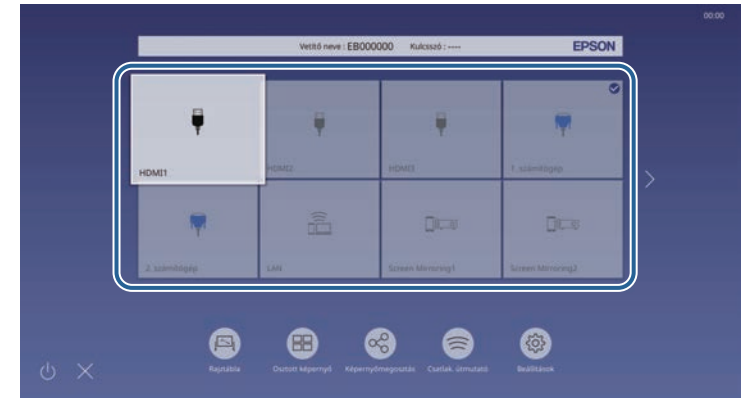 00:00
Vetítő neve : EB000000 Kulcsszó : ---- EPSON
HDMI1 HDMI2 HDMI3 1. számítógép
2. számítógép LAN Screen Mirroring1 Screen Mirroring2
Rajztábla Osztott képernyő Képernyőmegosztás Csatlak. útmutató Beállítások